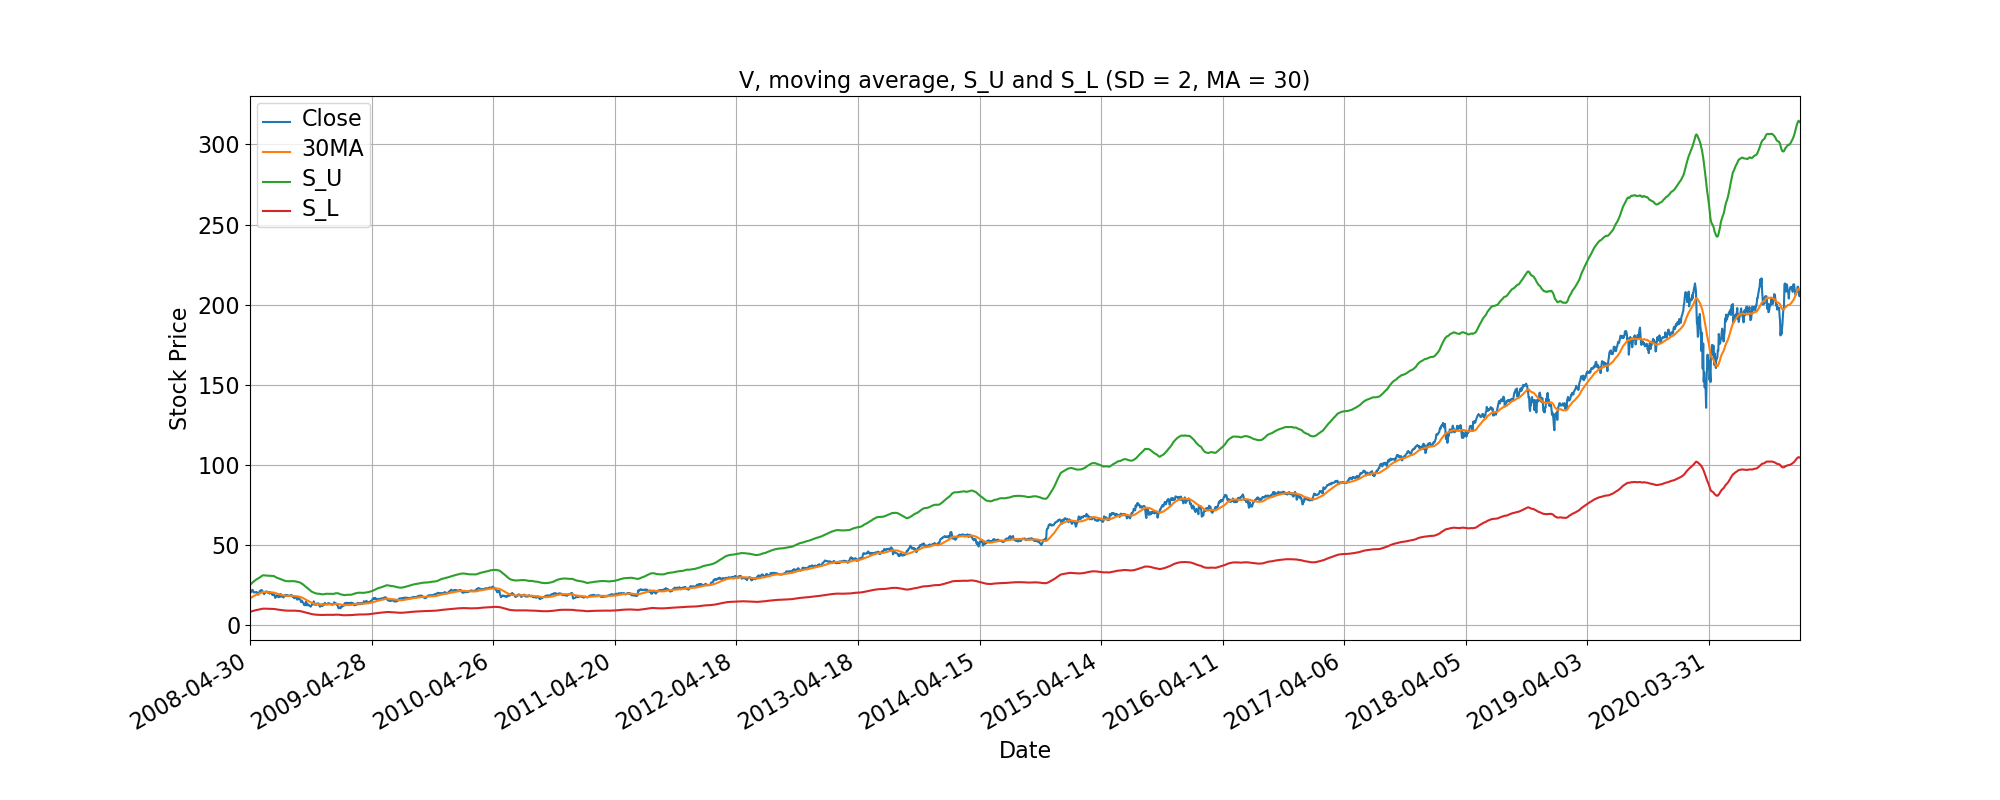 V, moving average, S_U and S_L (SD = 2, MA = 30)
Close
30MA
S_U
S_L
300
250
200
150
100
50
0
Stock Price
2008-04-30
2009-04-28
2010-04-26
2011-04-20
2012-04-18
2013-04-18
2014-04-15
2015-04-14
2016-04-11
2017-04-06
2018-04-05
2019-04-03
2020-03-31
Date